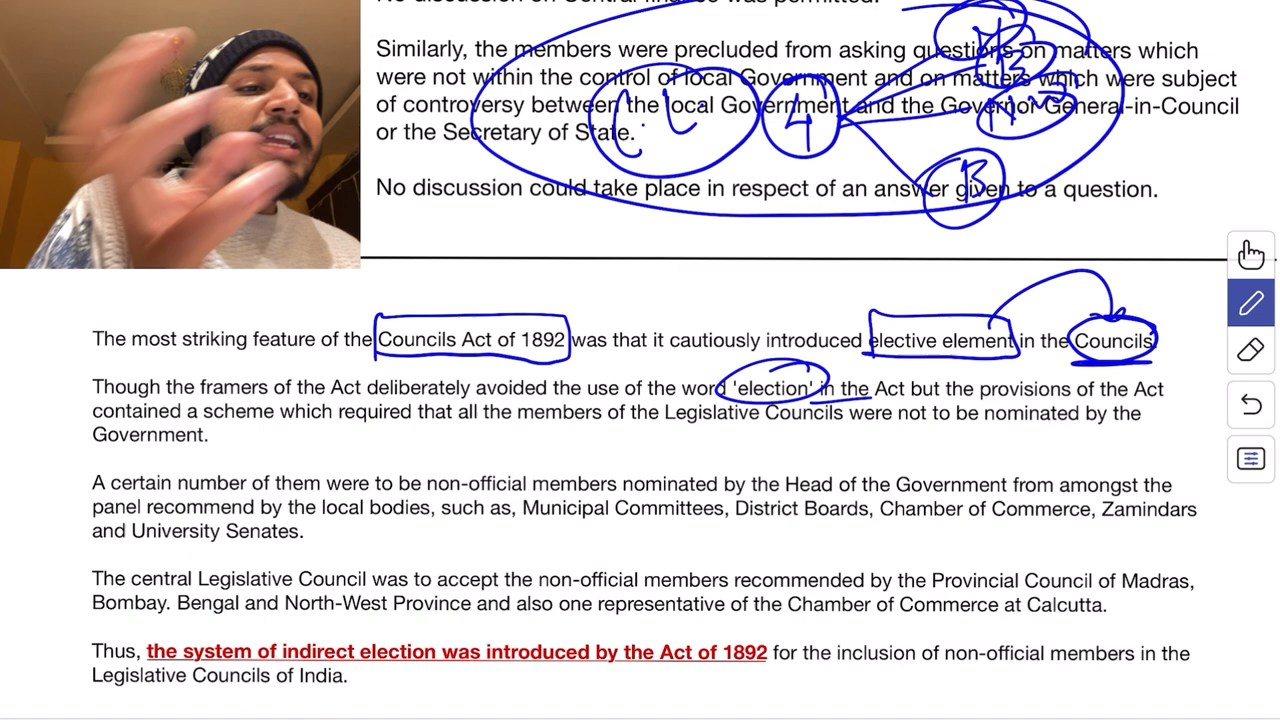 No discussion on Central finance was permitted.
Similarly, the members were precluded from asking questions on matters which
were not within the control of local Government and on matters which were subject
of controversy between the local Government and the Governor General-in-Council
or the Secretary of State.
4
B
No discussion could take place in respect of an answer given to a question.
The most striking feature of the Councils Act of 1892 was that it cautiously introduced elective element in the Councils.
Though the framers of the Act deliberately avoided the use of the word 'election' in the Act but the provisions of the Act
contained a scheme which required that all the members of the Legislative Councils were not to be nominated by the
Government.
A certain number of them were to be non-official members nominated by the Head of the Government from amongst the
panel recommend by the local bodies, such as, Municipal Committees, District Boards, Chamber of Commerce, Zamindars
and University Senates.
The central Legislative Council was to accept the non-official members recommended by the Provincial Council of Madras,
Bombay. Bengal and North-West Province and also one representative of the Chamber of Commerce at Calcutta.
Thus, the system of indirect election was introduced by the Act of 1892 for the inclusion of non-official members in the
Legislative Councils of India.